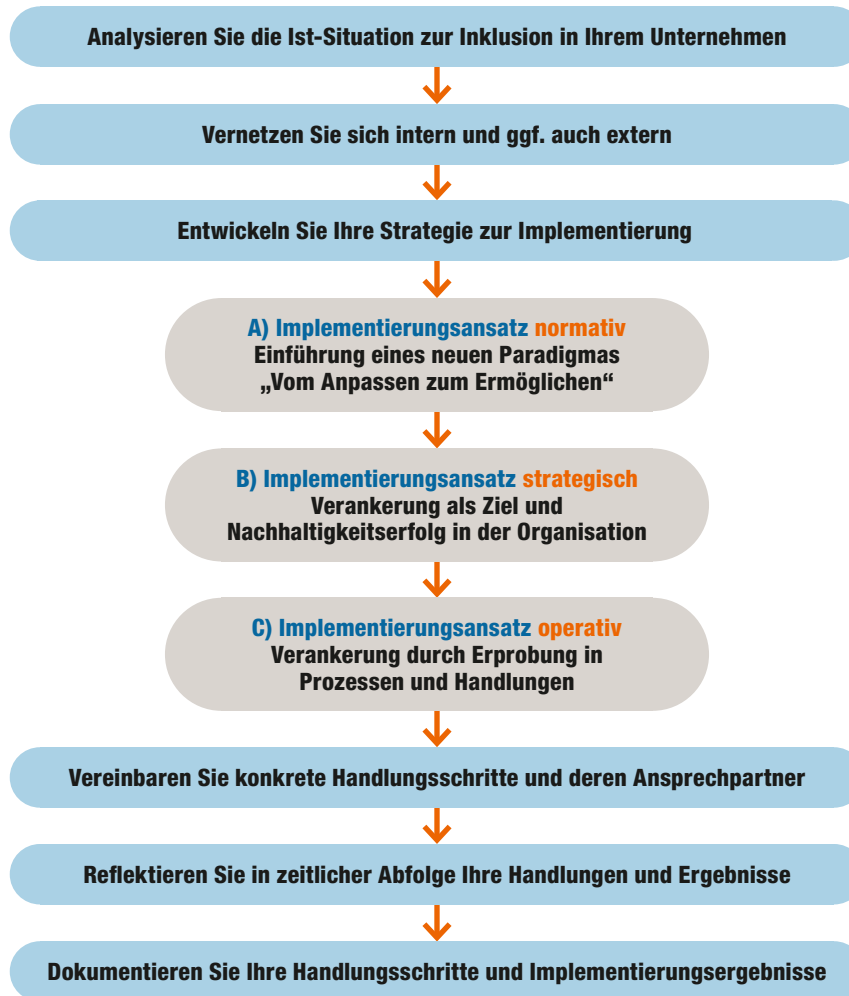 Analysieren Sie die Ist-Situation zur Inklusion in Ihrem Unternehmen
Vernetzen Sie sich intern und ggf. auch extern
Entwickeln Sie Ihre Strategie zur Implementierung
A) Implementierungsansatz normativ
Einführung eines neuen Paradigmas
„Vom Anpassen zum Ermöglichen“
B) Implementierungsansatz strategisch
Verankerung als Ziel und
Nachhaltigkeitserfolg in der Organisation
C) Implementierungsansatz operativ
Verankerung durch Erprobung in
Prozessen und Handlungen
Vereinbaren Sie konkrete Handlungsschritte und deren Ansprechpartner
Reflektieren Sie in zeitlicher Abfolge Ihre Handlungen und Ergebnisse
Dokumentieren Sie Ihre Handlungsschritte und Implementierungsergebnisse